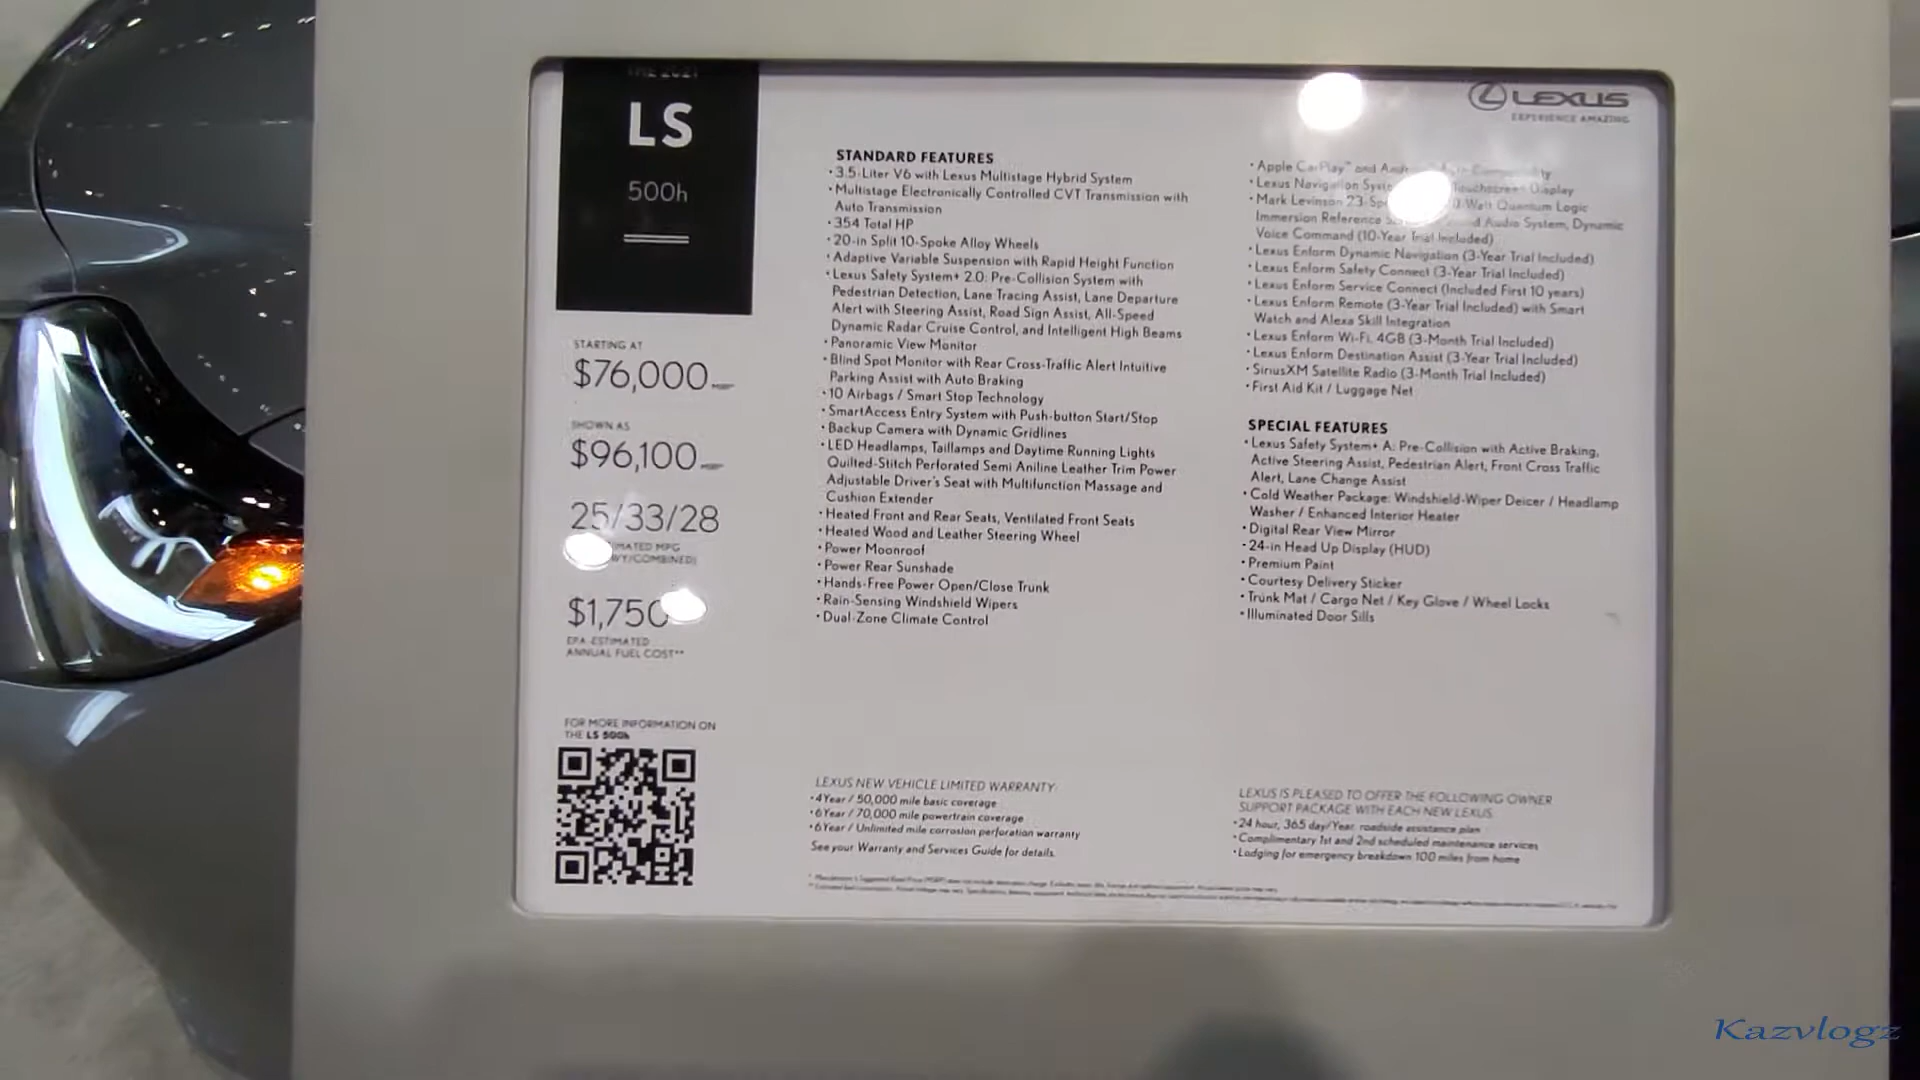 THE 2021
LS
500h
STARTING AT
$76,000 MSRP*
SHOWN AS
$96,100 MSRP*
25/33/28
MATED MPG
WY/COMBINED)
$1,750
EPA-ESTIMATED
ANNUAL FUEL COST**
FOR MORE INFORMATION ON
THE LS 500h
STANDARD FEATURES
• 3.5-Liter V6 with Lexus Multistage Hybrid System
• Multistage Electronically Controlled CVT Transmission with
Auto Transmission
• 354 Total HP
• 20-in Split 10-Spoke Alloy Wheels
• Adaptive Variable Suspension with Rapid Height Function
• Lexus Safety System+ 2.0: Pre-Collision System with
Pedestrian Detection, Lane Tracing Assist, Lane Departure
Alert with Steering Assist, Road Sign Assist, All-Speed
Dynamic Radar Cruise Control, and Intelligent High Beams
• Panoramic View Monitor
• Blind Spot Monitor with Rear Cross-Traffic Alert Intuitive
Parking Assist with Auto Braking
• 10 Airbags / Smart Stop Technology
• SmartAccess Entry System with Push-button Start/Stop
• Backup Camera with Dynamic Gridlines
• LED Headlamps, Taillamps and Daytime Running Lights
Quilted-Stitch Perforated Semi Aniline Leather Trim Power
Adjustable Driver's Seat with Multifunction Massage and
Cushion Extender
• Heated Front and Rear Seats, Ventilated Front Seats
• Heated Wood and Leather Steering Wheel
• Power Moonroof
• Power Rear Sunshade
• Hands-Free Power Open/Close Trunk
• Rain-Sensing Windshield Wipers
• Dual-Zone Climate Control
LEXUS NEW VEHICLE LIMITED WARRANTY:
• 4Year / 50,000 mile basic coverage
• 6Year / 70,000 mile powertrain coverage
• 6Year / Unlimited mile corrosion perforation warranty
See your Warranty and Services Guide for details.
LEXUS
EXPERIENCE AMAZING
• Apple CarPlay™ and
• Lexus Navigation Touchscreen Display
• Mark Levinson 23- Watt Quantum Logic
Immersion Reference Audio System, Dynamic
Voice Command (10-Year Trial Included)
• Lexus Enform Dynamic Navigation (3-Year Trial Included)
• Lexus Enform Safety Connect (3-Year Trial Included)
• Lexus Enform Service Connect (Included First 10 years)
• Lexus Enform Remote (3-Year Trial Included) with Smart
Watch and Alexa Skill Integration
• Lexus Enform Wi-Fi, 4GB (3-Month Trial Included)
• Lexus Enform Destination Assist (3-Year Trial Included)
• SiriusXM Satellite Radio (3-Month Trial Included)
• First Aid Kit / Luggage Net
SPECIAL FEATURES
• Lexus Safety System+ A: Pre-Collision with Active Braking,
Active Steering Assist, Pedestrian Alert, Front Cross Traffic
Alert, Lane Change Assist
• Cold Weather Package: Windshield-Wiper Deicer / Headlamp
Washer / Enhanced Interior Heater
• Digital Rear View Mirror
• 24-in Head Up Display (HUD)
• Premium Paint
• Courtesy Delivery Sticker
• Trunk Mat / Cargo Net / Key Glove / Wheel Locks
• Illuminated Door Sills
LEXUS IS PLEASED TO OFFER THE FOLLOWING OWNER
SUPPORT PACKAGE WITH EACH NEW LEXUS:
• 24 hour, 365 day/Year, roadside assistance plan
• Complimentary 1st and 2nd scheduled maintenance services
• Lodging for emergency breakdown 100 miles from home
Kazvlogz